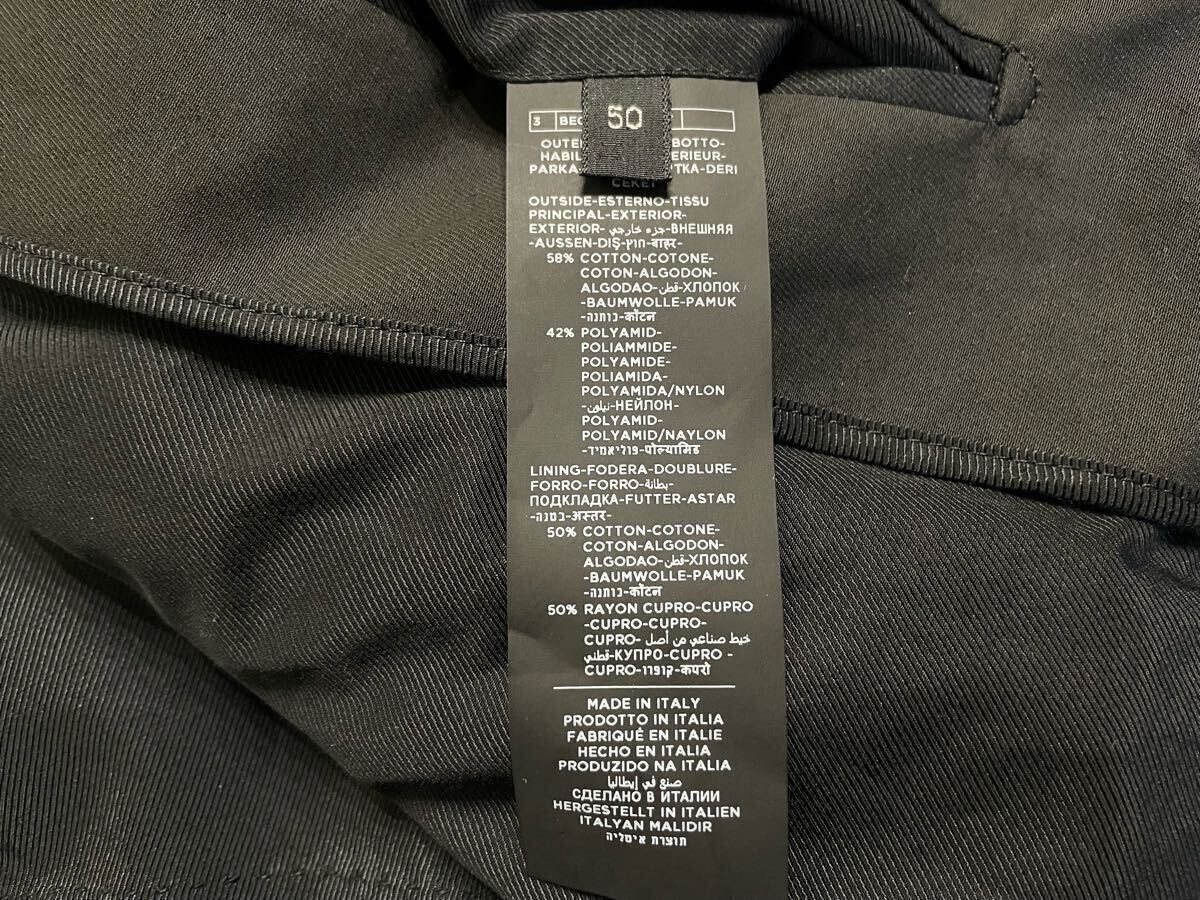 50
3
OUTSIDE-ESTERNO-TISSU
PRINCIPAL-EXTERIOR-
EXTERIOR-جزء خارجي-ВНЕШНЯЯ
-AUSSEN-DIŞ-חוץ-बाहर-
58% COTTON-COTONE-
COTON-ALGODON-
ALGODAO-قطن-ХЛОПОК
-BAUMWOLLE-PAMUK
-כותנה-कॉटन
42% POLYAMID-
POLIAMMIDE-
POLYAMIDE-
POLIAMIDA-
POLYAMIDA/NYLON
-نيلون-НЕЙЛОН-
POLYAMID-
POLYAMID/NAYLON
-פוליאמיד-पोल्यामिड
LINING-FODERA-DOUBLURE-
FORRO-FORRO-بطانة-
ПОДКЛАДКА-FUTTER-ASTAR
-בטנה-अस्तर-
50% COTTON-COTONE-
COTON-ALGODON-
ALGODAO-قطن-ХЛОПОК
-BAUMWOLLE-PAMUK
-כותנה-कॉटन
50% RAYON CUPRO-CUPRO
-CUPRO-CUPRO-
CUPRO-خيط صناعي من أصل
قطني-КУПРО-CUPRO -
CUPRO-קופרו-कपरो
MADE IN ITALY
PRODOTTO IN ITALIA
FABRIQUÉ EN ITALIE
HECHO EN ITALIA
PRODUZIDO NA ITALIA
صنع في إيطاليا
СДЕЛАНО В ИТАЛИИ
HERGESTELLT IN ITALIEN
ITALYAN MALIDIR
תוצרת איטליה